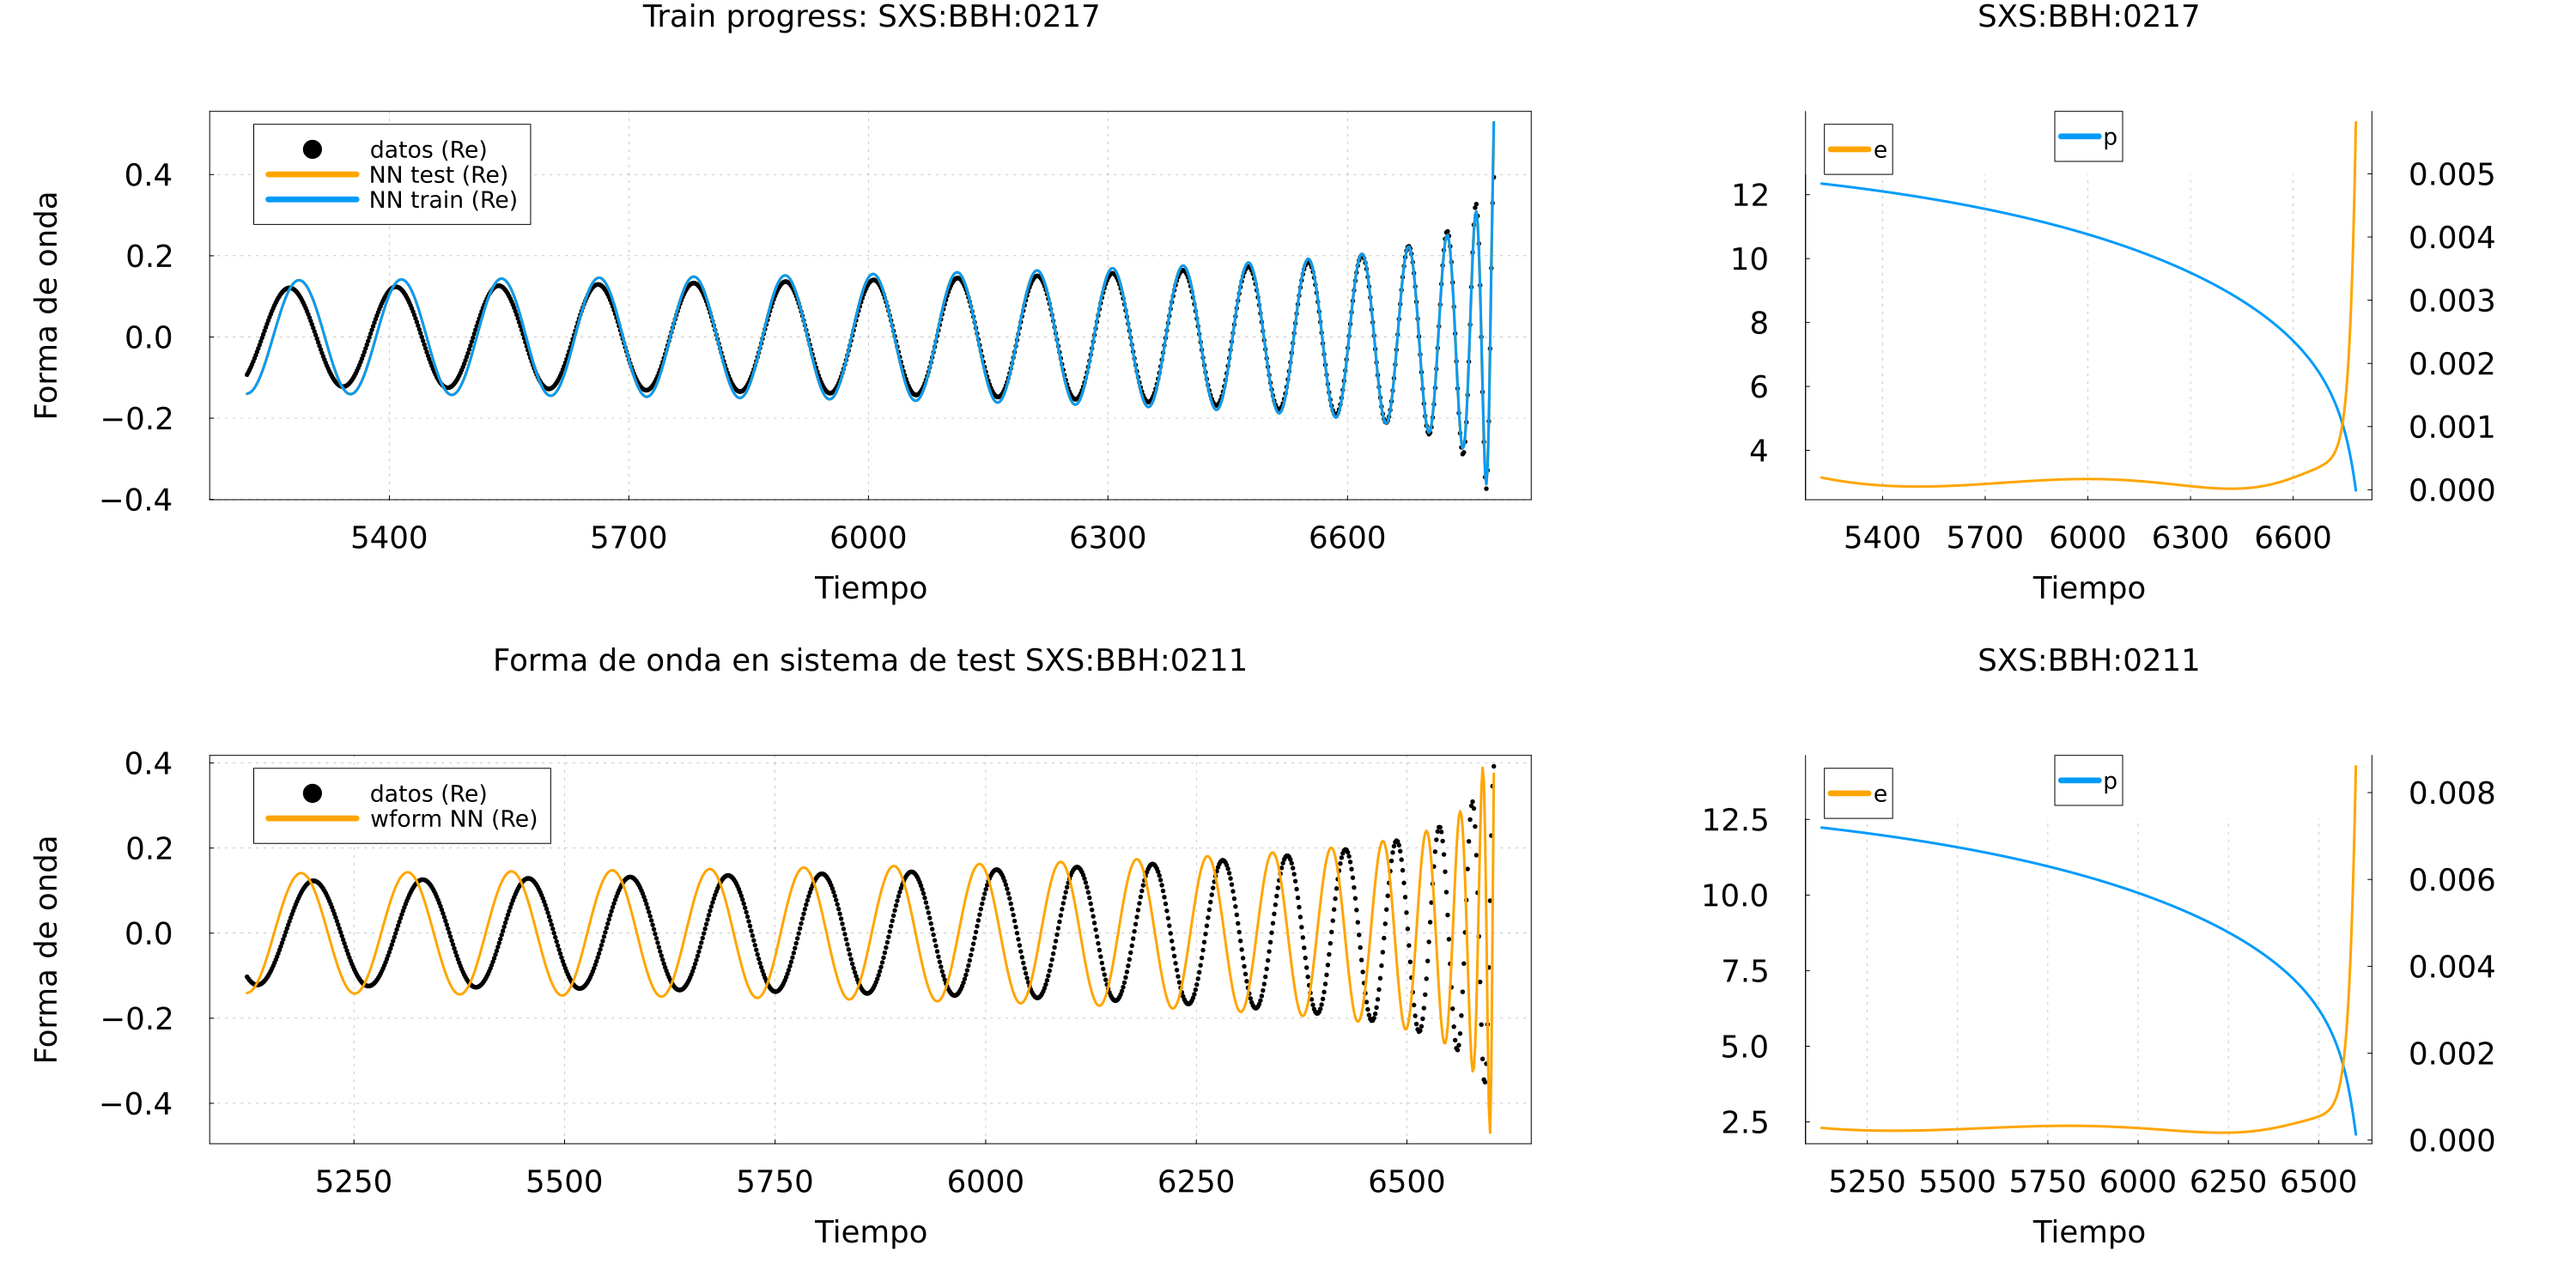 Train progress: SXS:BBH:0217
Forma de onda
0.4
0.2
0.0
−0.2
−0.4
datos (Re)
NN test (Re)
NN train (Re)
5400 5700 6000 6300 6600
Tiempo
SXS:BBH:0217
12
10
8
6
4
e
p
0.005
0.004
0.003
0.002
0.001
0.000
5400 5700 6000 6300 6600
Tiempo
Forma de onda en sistema de test SXS:BBH:0211
Forma de onda
0.4
0.2
0.0
−0.2
−0.4
datos (Re)
wform NN (Re)
5250 5500 5750 6000 6250 6500
Tiempo
SXS:BBH:0211
12.5
10.0
7.5
5.0
2.5
e
p
0.008
0.006
0.004
0.002
0.000
5250 5500 5750 6000 6250 6500
Tiempo